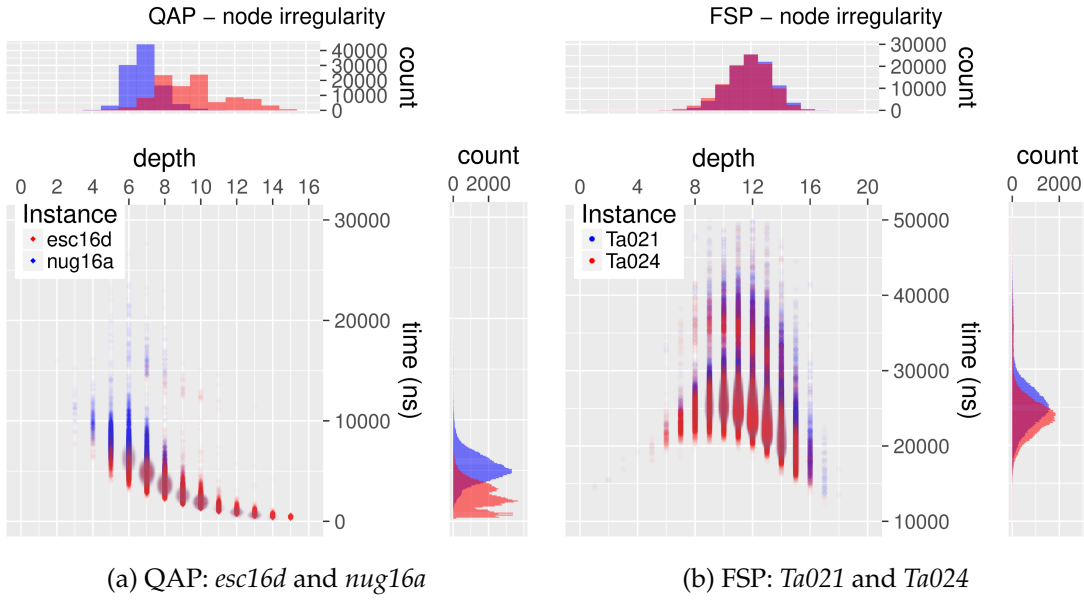 QAP − node irregularity
40000
30000
20000
10000
0
count
depth
0 2 4 6 8 10 12 14 16
Instance
esc16d
nug16a
30000
20000
10000
0
time (ns)
count
0 2000
(a) QAP: esc16d and nug16a
FSP − node irregularity
30000
20000
10000
0
count
depth
0 4 8 12 16 20
Instance
Ta021
Ta024
50000
40000
30000
20000
10000
time (ns)
count
0 2000
(b) FSP: Ta021 and Ta024